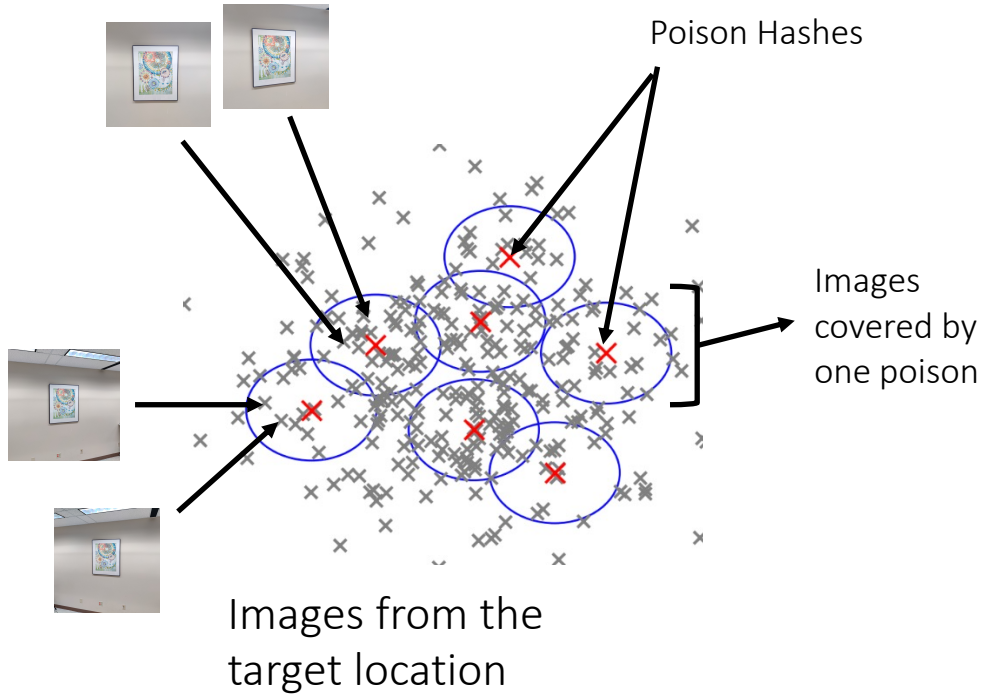 Poison Hashes
Images
covered by
one poison
Images from the
target location